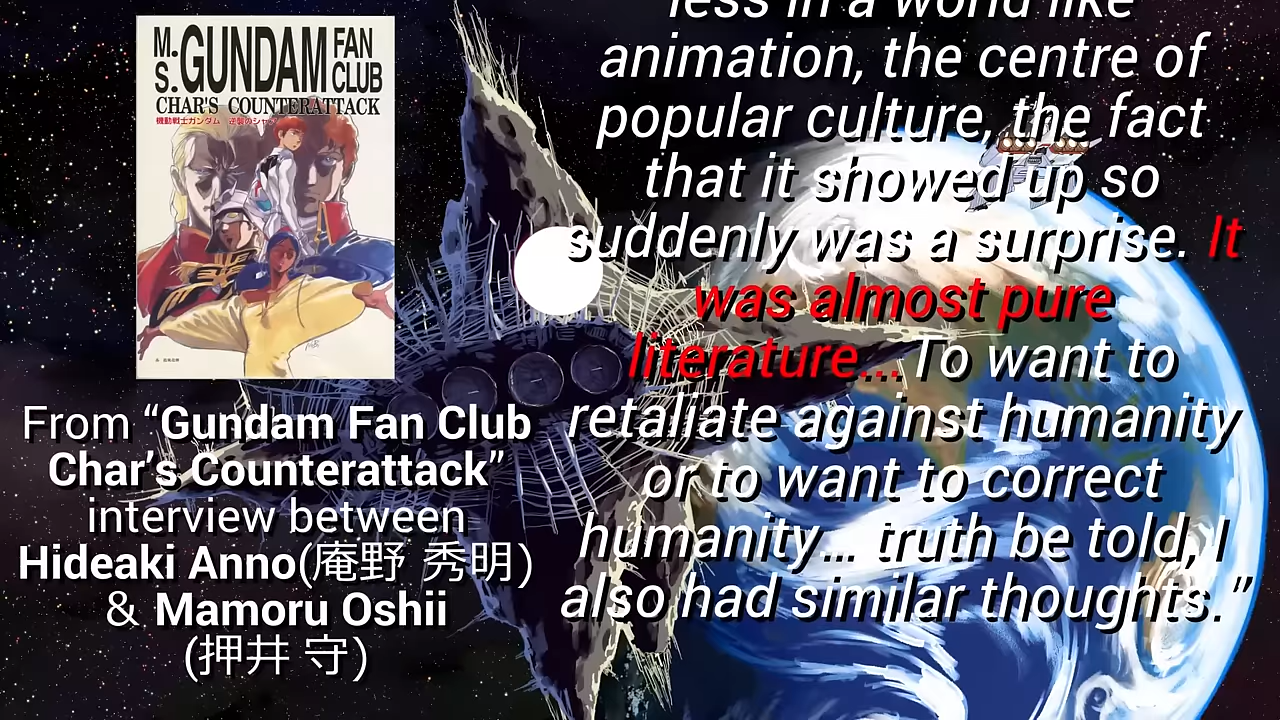 M.
S. GUNDAM FAN CLUB
CHAR'S COUNTERATTACK
機動戦士ガンダム 逆襲のシャア
From “Gundam Fan Club
Char’s Counterattack”
interview between
Hideaki Anno(庵野 秀明)
& Mamoru Oshii
(押井 守)
less in a world like
animation, the centre of
popular culture, the fact
that it showed up so
suddenly was a surprise. It
was almost pure
literature...To want to
retaliate against humanity
or to want to correct
humanity... truth be told, I
also had similar thoughts.”